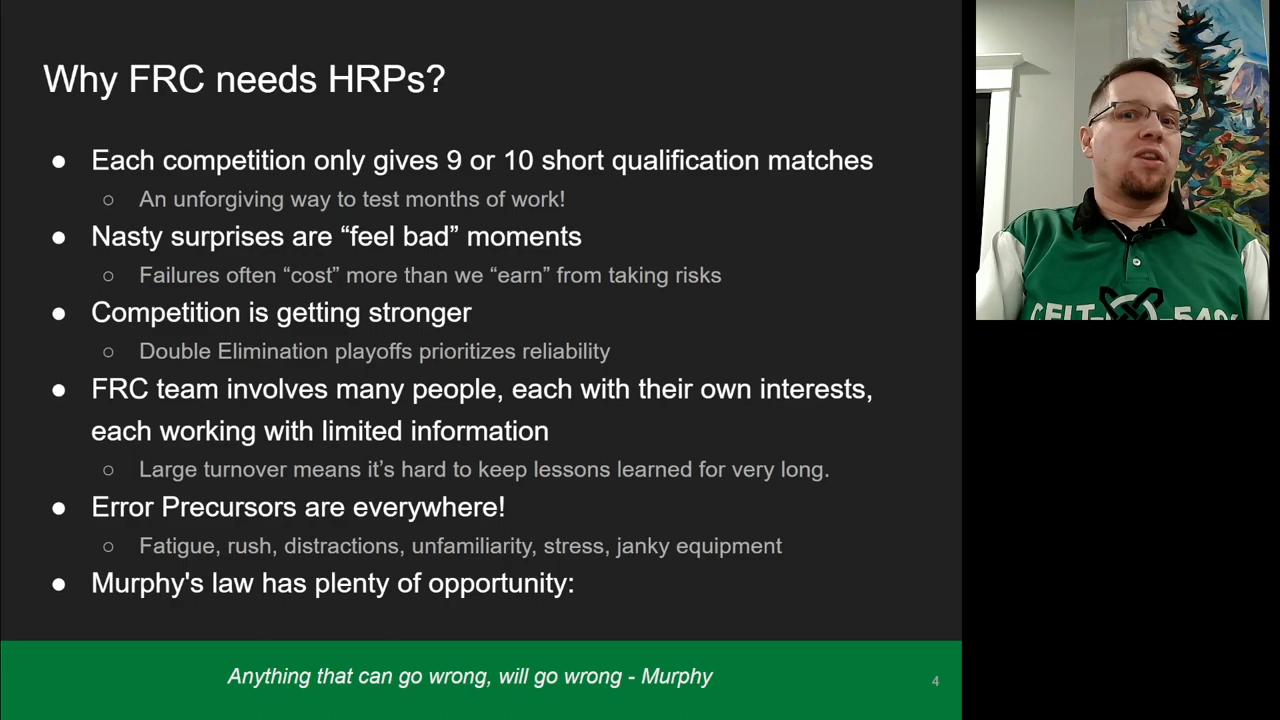 Why FRC needs HRPs?
● Each competition only gives 9 or 10 short qualification matches
○ An unforgiving way to test months of work!
● Nasty surprises are “feel bad” moments
○ Failures often “cost” more than we “earn” from taking risks
● Competition is getting stronger
○ Double Elimination playoffs prioritizes reliability
● FRC team involves many people, each with their own interests,
each working with limited information
○ Large turnover means it’s hard to keep lessons learned for very long.
● Error Precursors are everywhere!
○ Fatigue, rush, distractions, unfamiliarity, stress, janky equipment
● Murphy's law has plenty of opportunity:
Anything that can go wrong, will go wrong - Murphy
4